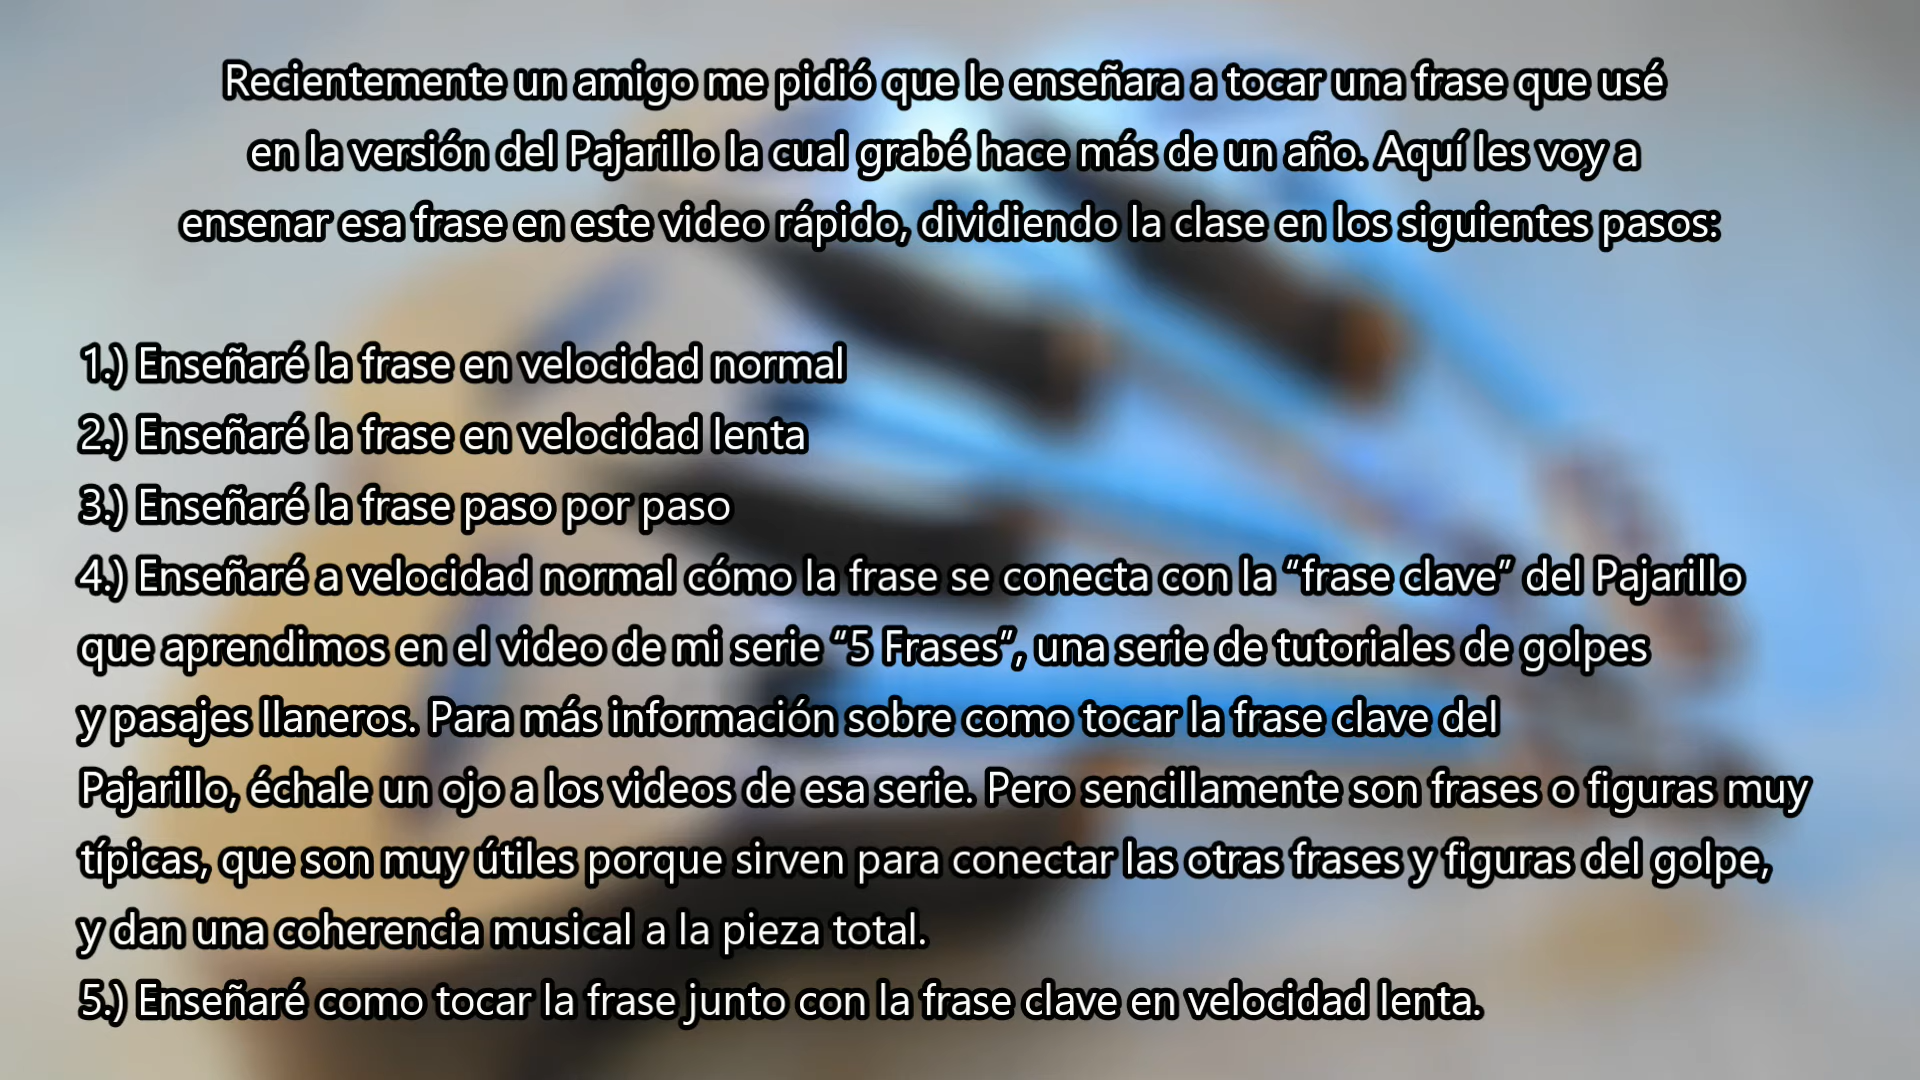 Recientemente un amigo me pidió que le enseñara a tocar una frase que usé
en la versión del Pajarillo la cual grabé hace más de un año. Aquí les voy a
ensenar esa frase en este video rápido, dividiendo la clase en los siguientes pasos:
1.) Enseñaré la frase en velocidad normal
2.) Enseñaré la frase en velocidad lenta
3.) Enseñaré la frase paso por paso
4.) Enseñaré a velocidad normal cómo la frase se conecta con la “frase clave” del Pajarillo
que aprendimos en el video de mi serie “5 Frases”, una serie de tutoriales de golpes
y pasajes llaneros. Para más información sobre como tocar la frase clave del
Pajarillo, échale un ojo a los videos de esa serie. Pero sencillamente son frases o figuras muy
típicas, que son muy útiles porque sirven para conectar las otras frases y figuras del golpe,
y dan una coherencia musical a la pieza total.
5.) Enseñaré como tocar la frase junto con la frase clave en velocidad lenta.